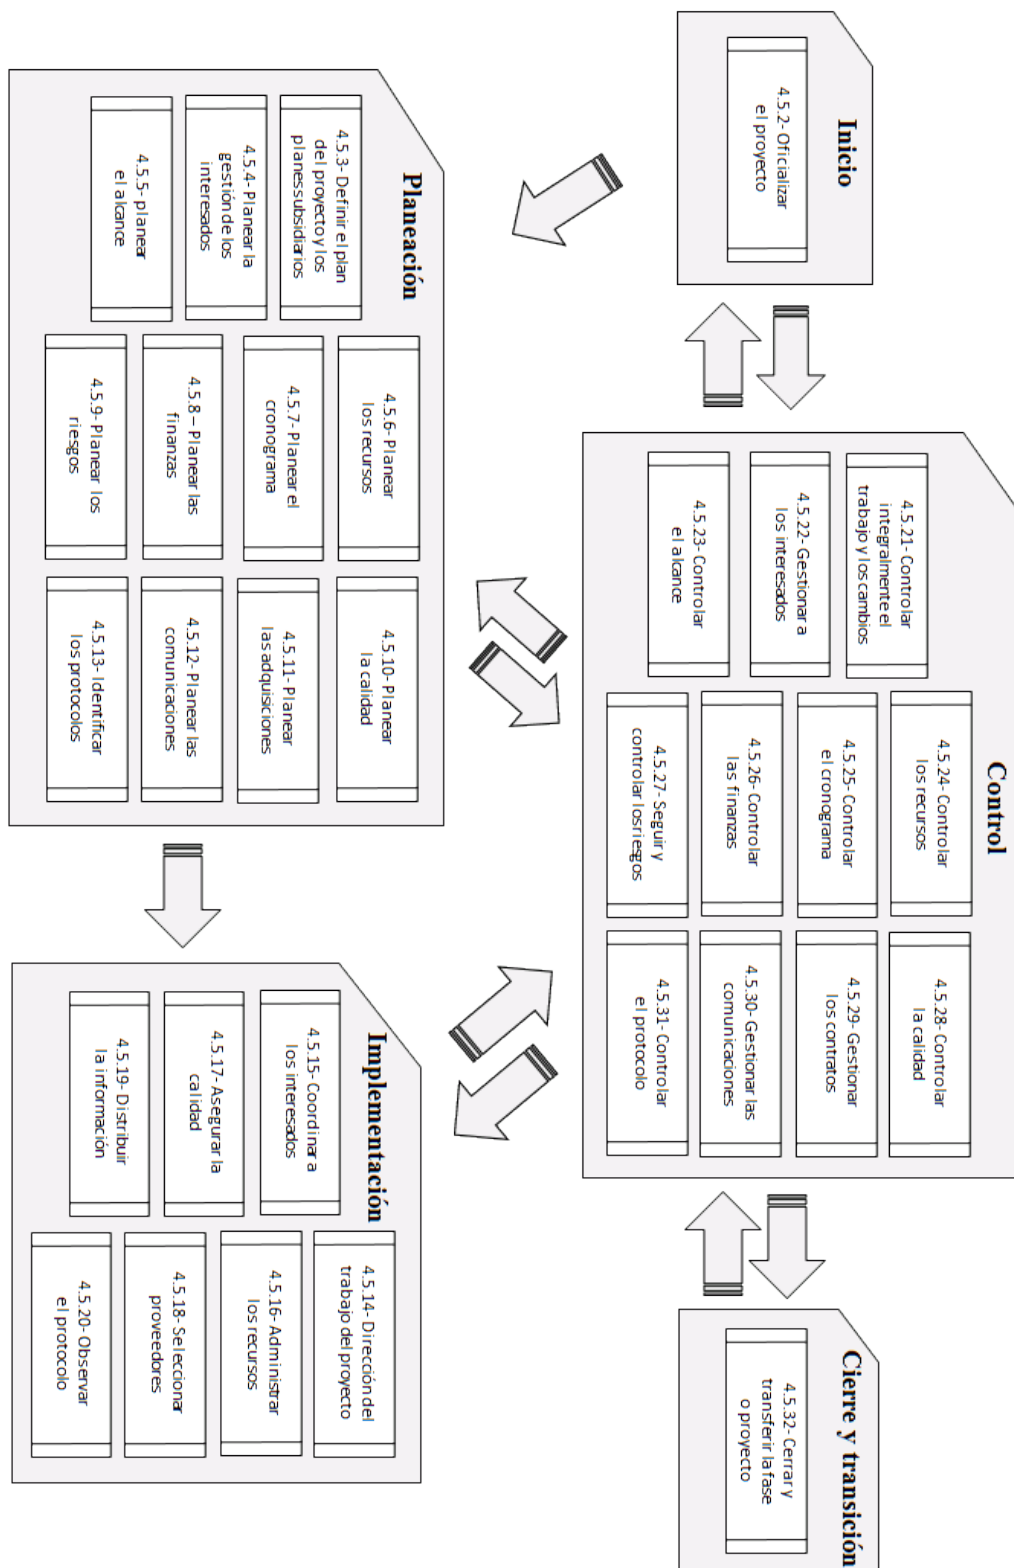 Inicio
4.5.2- Oficializar
el proyecto
Planeación
4.5.3- Definir el plan
del proyecto y los
planes subsidiarios
4.5.4- Planear la
gestión de los
interesados
4.5.5- planear
el alcance
4.5.6- Planear
los recursos
4.5.7- Planear el
cronograma
4.5.8 – Planear las
finanzas
4.5.9- Planear los
riesgos
4.5.10- Planear
la calidad
4.5.11- Planear
las adquisiciones
4.5.12- Planear las
comunicaciones
4.5.13- Identificar
los protocolos
Control
4.5.21- Controlar
integralmente el
trabajo y los cambios
4.5.22- Gestionar a
los interesados
4.5.23- Controlar
el alcance
4.5.24- Controlar
los recursos
4.5.25- Controlar
el cronograma
4.5.26- Controlar
las finanzas
4.5.27- Seguir y
controlar los riesgos
4.5.28- Controlar
la calidad
4.5.29- Gestionar
los contratos
4.5.30- Gestionar las
comunicaciones
4.5.31- Controlar
el protocolo
Implementación
4.5.15- Coordinar a
los interesados
4.5.17- Asegurar la
calidad
4.5.19- Distribuir
la información
4.5.14- Dirección del
trabajo del proyecto
4.5.16- Administrar
los recursos
4.5.18- Seleccionar
proveedores
4.5.20- Observar
el protocolo
Cierre y transición
4.5.32- Cerrar y
transferir la fase
o proyecto